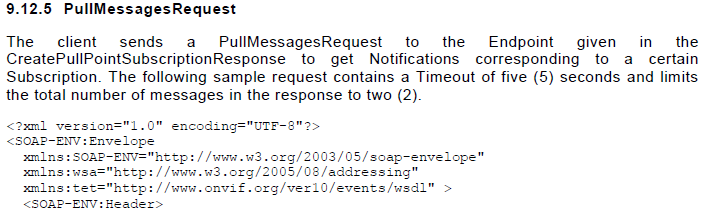 9.12.5 PullMessagesRequest
The client sends a PullMessagesRequest to the Endpoint given in the
CreatePullPointSubscriptionResponse to get Notifications corresponding to a certain
Subscription. The following sample request contains a Timeout of five (5) seconds and limits
the total number of messages in the response to two (2).
<?xml version="1.0" encoding="UTF-8"?>
<SOAP-ENV:Envelope
xmlns:SOAP-ENV="http://www.w3.org/2003/05/soap-envelope"
xmlns:wsa="http://www.w3.org/2005/08/addressing"
xmlns:tet="http://www.onvif.org/ver10/events/wsdl" >
<SOAP-ENV:Header>